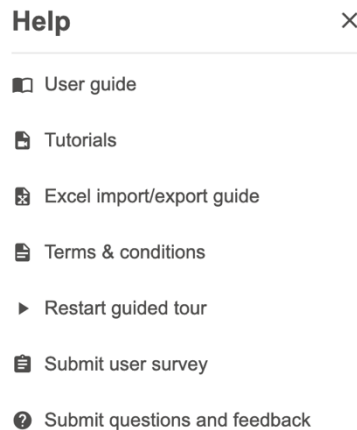 Help
User guide
Tutorials
Excel import/export guide
Terms & conditions
Restart guided tour
Submit user survey
Submit questions and feedback